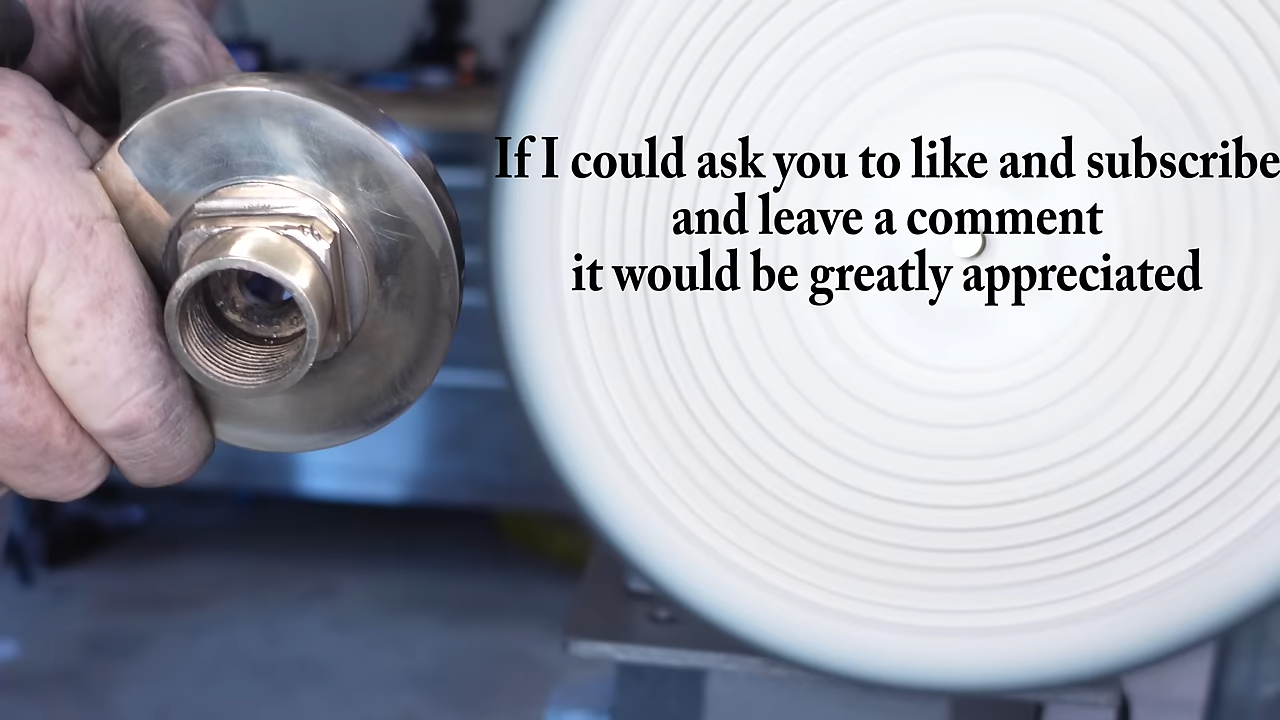 If I could ask you to like and subscribe
and leave a comment
it would be greatly appreciated